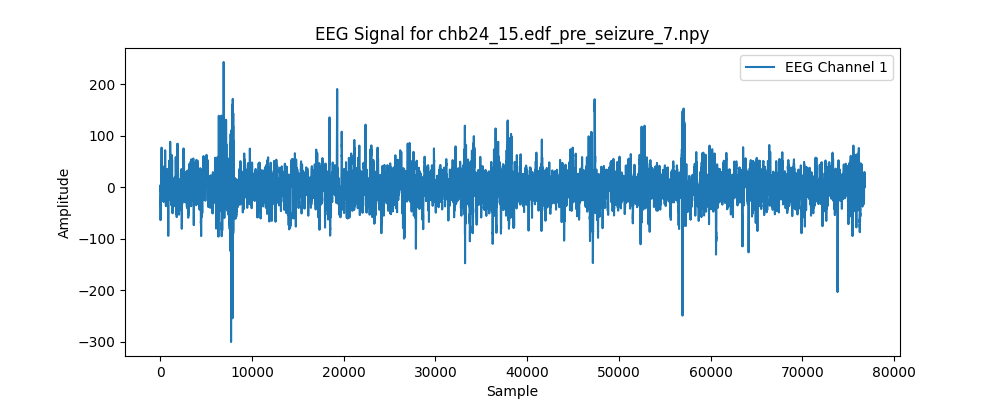 EEG Signal for chb24_15.edf_pre_seizure_7.npy
EEG Channel 1
200
100
0
−100
−200
−300
Amplitude
0 10000 20000 30000 40000 50000 60000 70000 80000
Sample